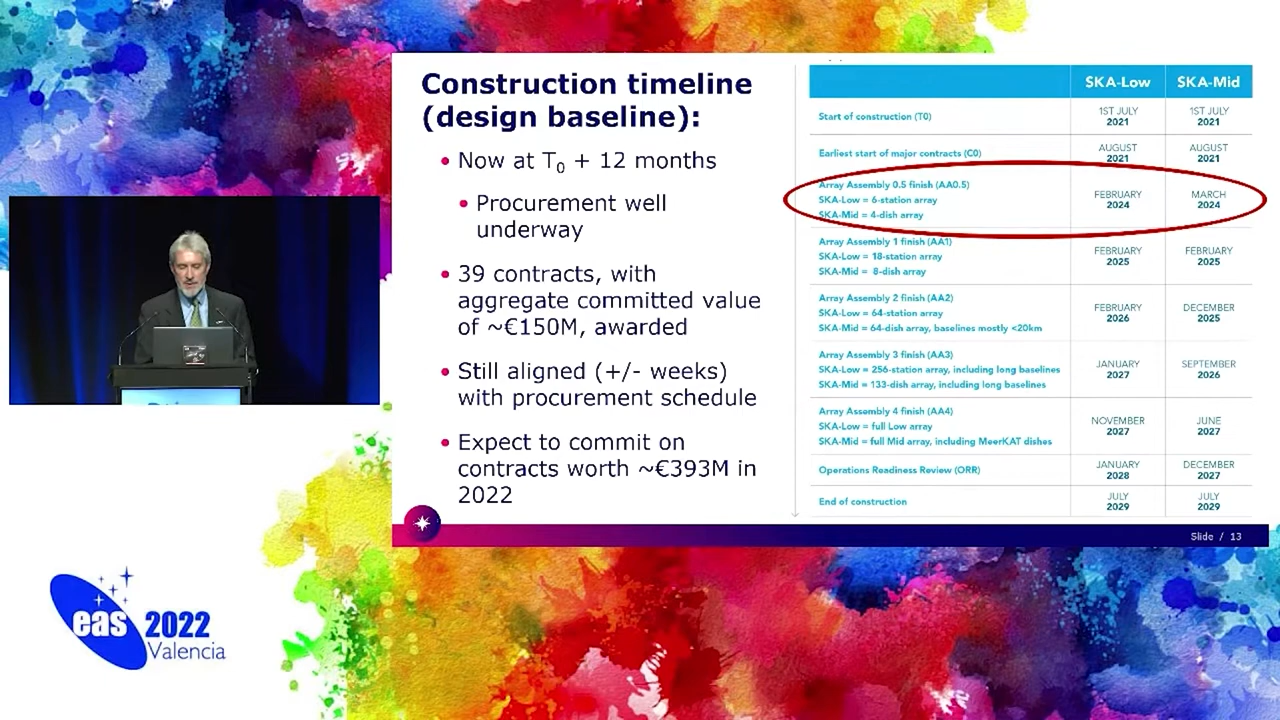 Construction timeline
(design baseline):
• Now at T0 + 12 months
• Procurement well
underway
• 39 contracts, with
aggregate committed value
of ~€150M, awarded
• Still aligned (+/- weeks)
with procurement schedule
• Expect to commit on
contracts worth ~€393M in
2022
SKA-Low SKA-Mid
Start of construction (T0) 1ST JULY 2021 1ST JULY 2021
Earliest start of major contracts (C0) AUGUST 2021 AUGUST 2021
Array Assembly 0.5 finish (AA0.5)
SKA-Low = 6-station array
SKA-Mid = 4-dish array
FEBRUARY 2024 MARCH 2024
Array Assembly 1 finish (AA1)
SKA-Low = 18-station array
SKA-Mid = 8-dish array
FEBRUARY 2025 FEBRUARY 2025
Array Assembly 2 finish (AA2)
SKA-Low = 64-station array
SKA-Mid = 64-dish array, baselines mostly <20km
FEBRUARY 2026 DECEMBER 2025
Array Assembly 3 finish (AA3)
SKA-Low = 256-station array, including long baselines
SKA-Mid = 133-dish array, including long baselines
JANUARY 2027 SEPTEMBER 2026
Array Assembly 4 finish (AA4)
SKA-Low = full Low array
SKA-Mid = full Mid array, including MeerKAT dishes
NOVEMBER 2027 JUNE 2027
Operations Readiness Review (ORR) JANUARY 2028 DECEMBER 2027
End of construction JULY 2029 JULY 2029
Slide / 13
eas 2022
Valencia